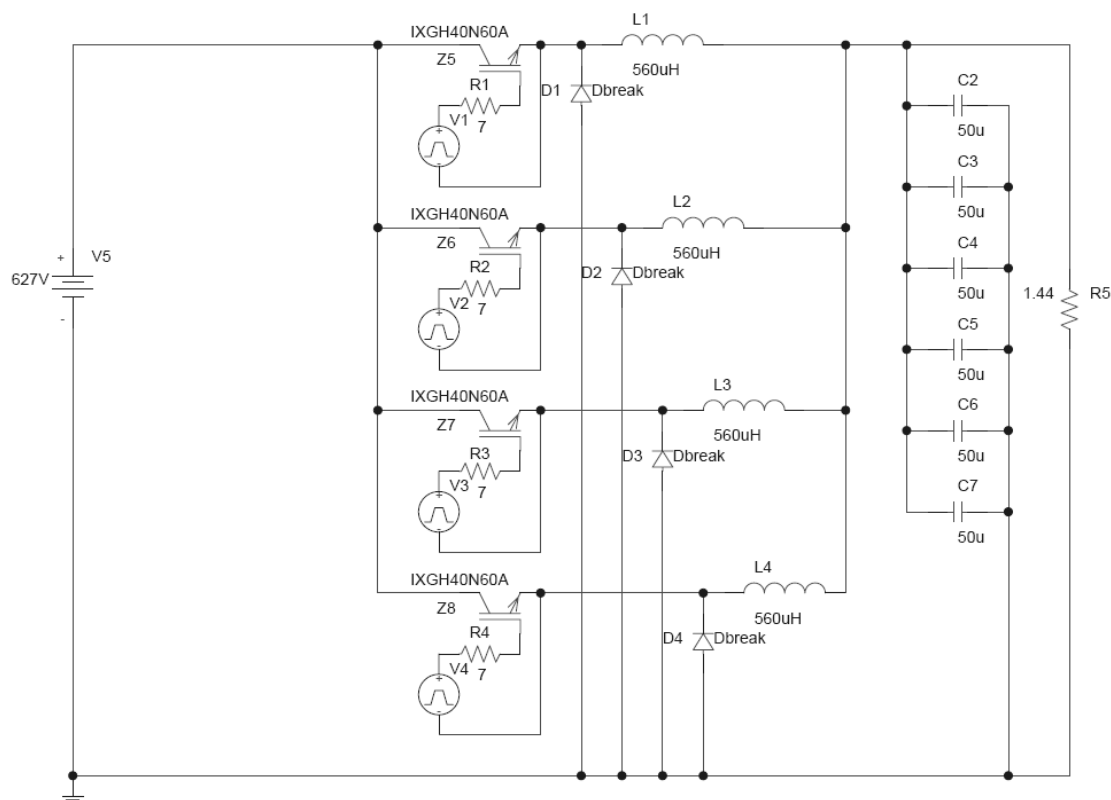 L1
IXGH40N60A
Z5
560uH
R1
D1
Dbreak
+
V1
7
-
C2
50u
C3
50u
IXGH40N60A
L2
Z6
560uH
R2
D2
Dbreak
+
V2
7
-
+
V5
627V
-
C4
50u
1.44
R5
C5
50u
IXGH40N60A
L3
Z7
560uH
R3
D3
Dbreak
+
V3
7
-
C6
50u
C7
50u
IXGH40N60A
L4
Z8
560uH
R4
D4
Dbreak
+
V4
7
-